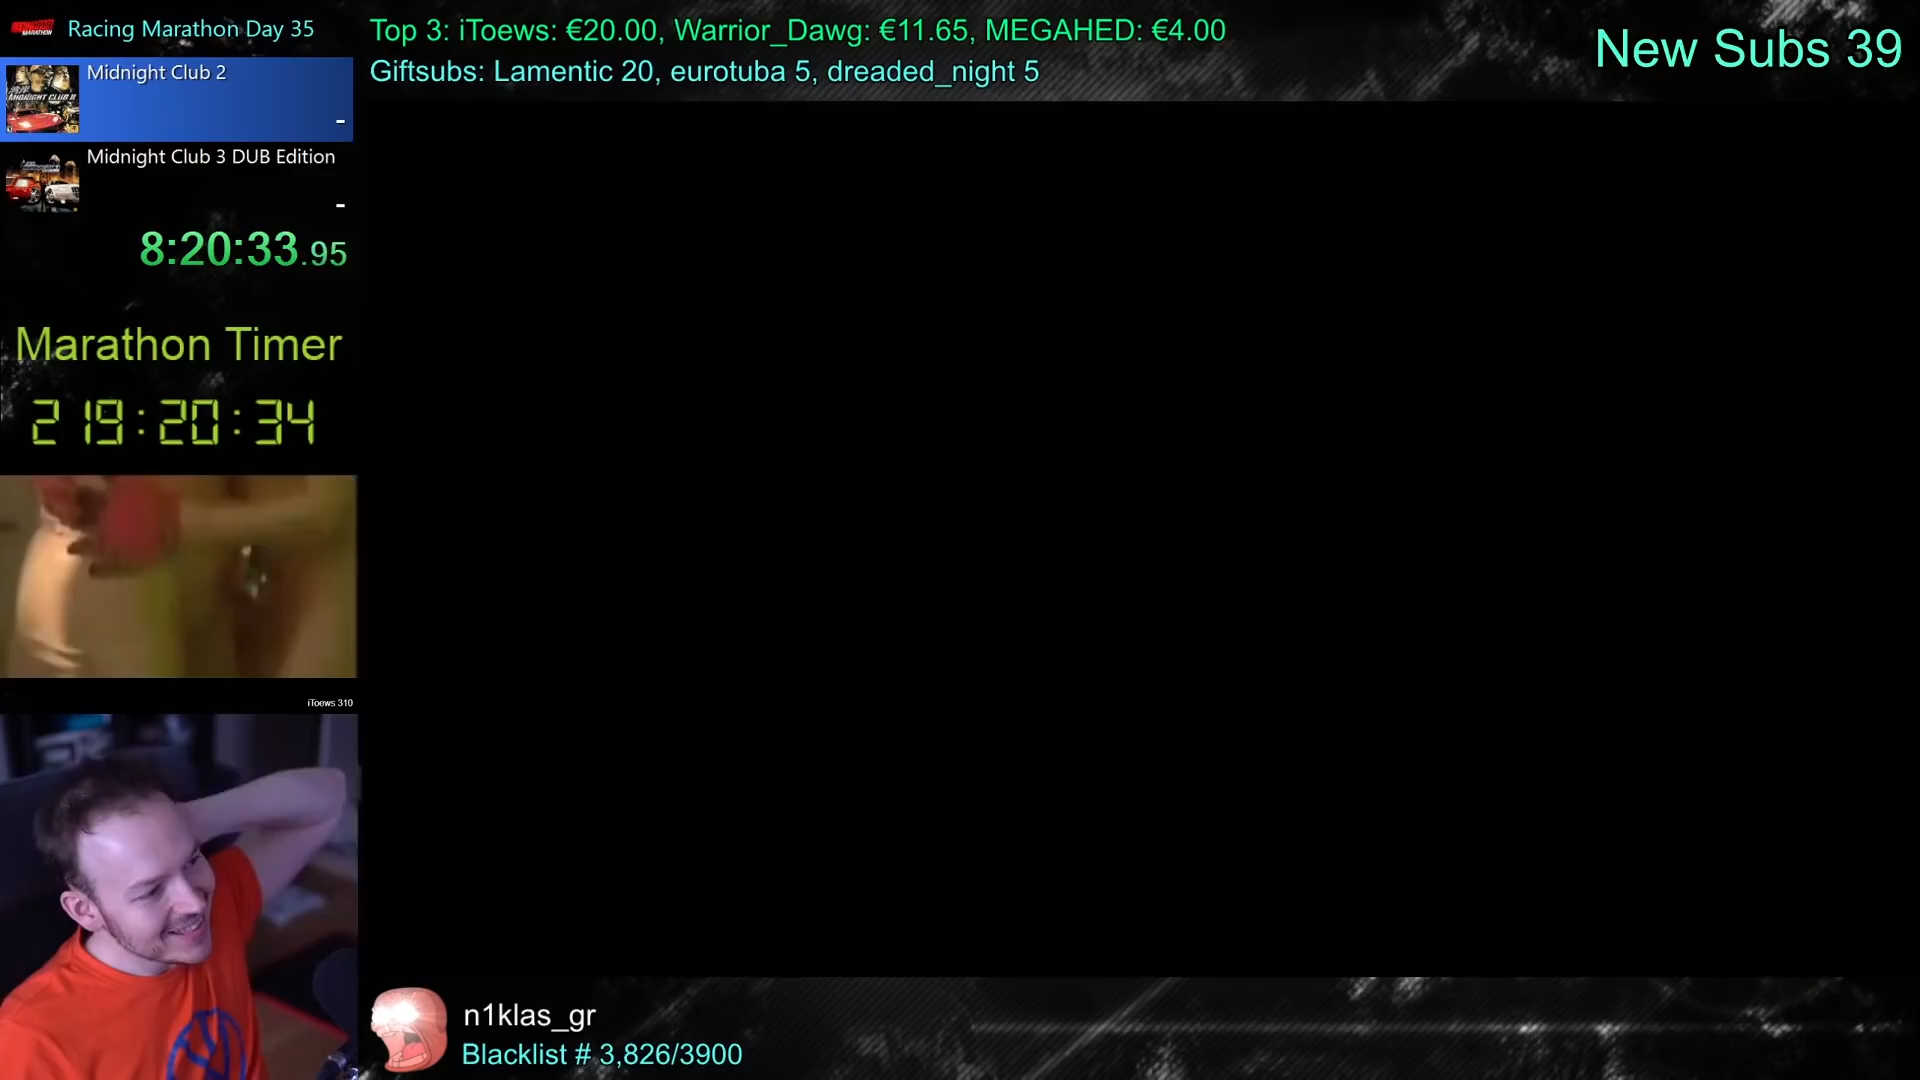 Racing Marathon Day 35
Top 3: iToews: €20.00, Warrior_Dawg: €11.65, MEGAHED: €4.00
Giftsubs: Lamentic 20, eurotuba 5, dreaded_night 5
New Subs 39
Midnight Club 2
-
Midnight Club 3 DUB Edition
-
8:20:33.95
Marathon Timer
219:20:34
iToews 310
n1klas_gr
Blacklist # 3,826/3900